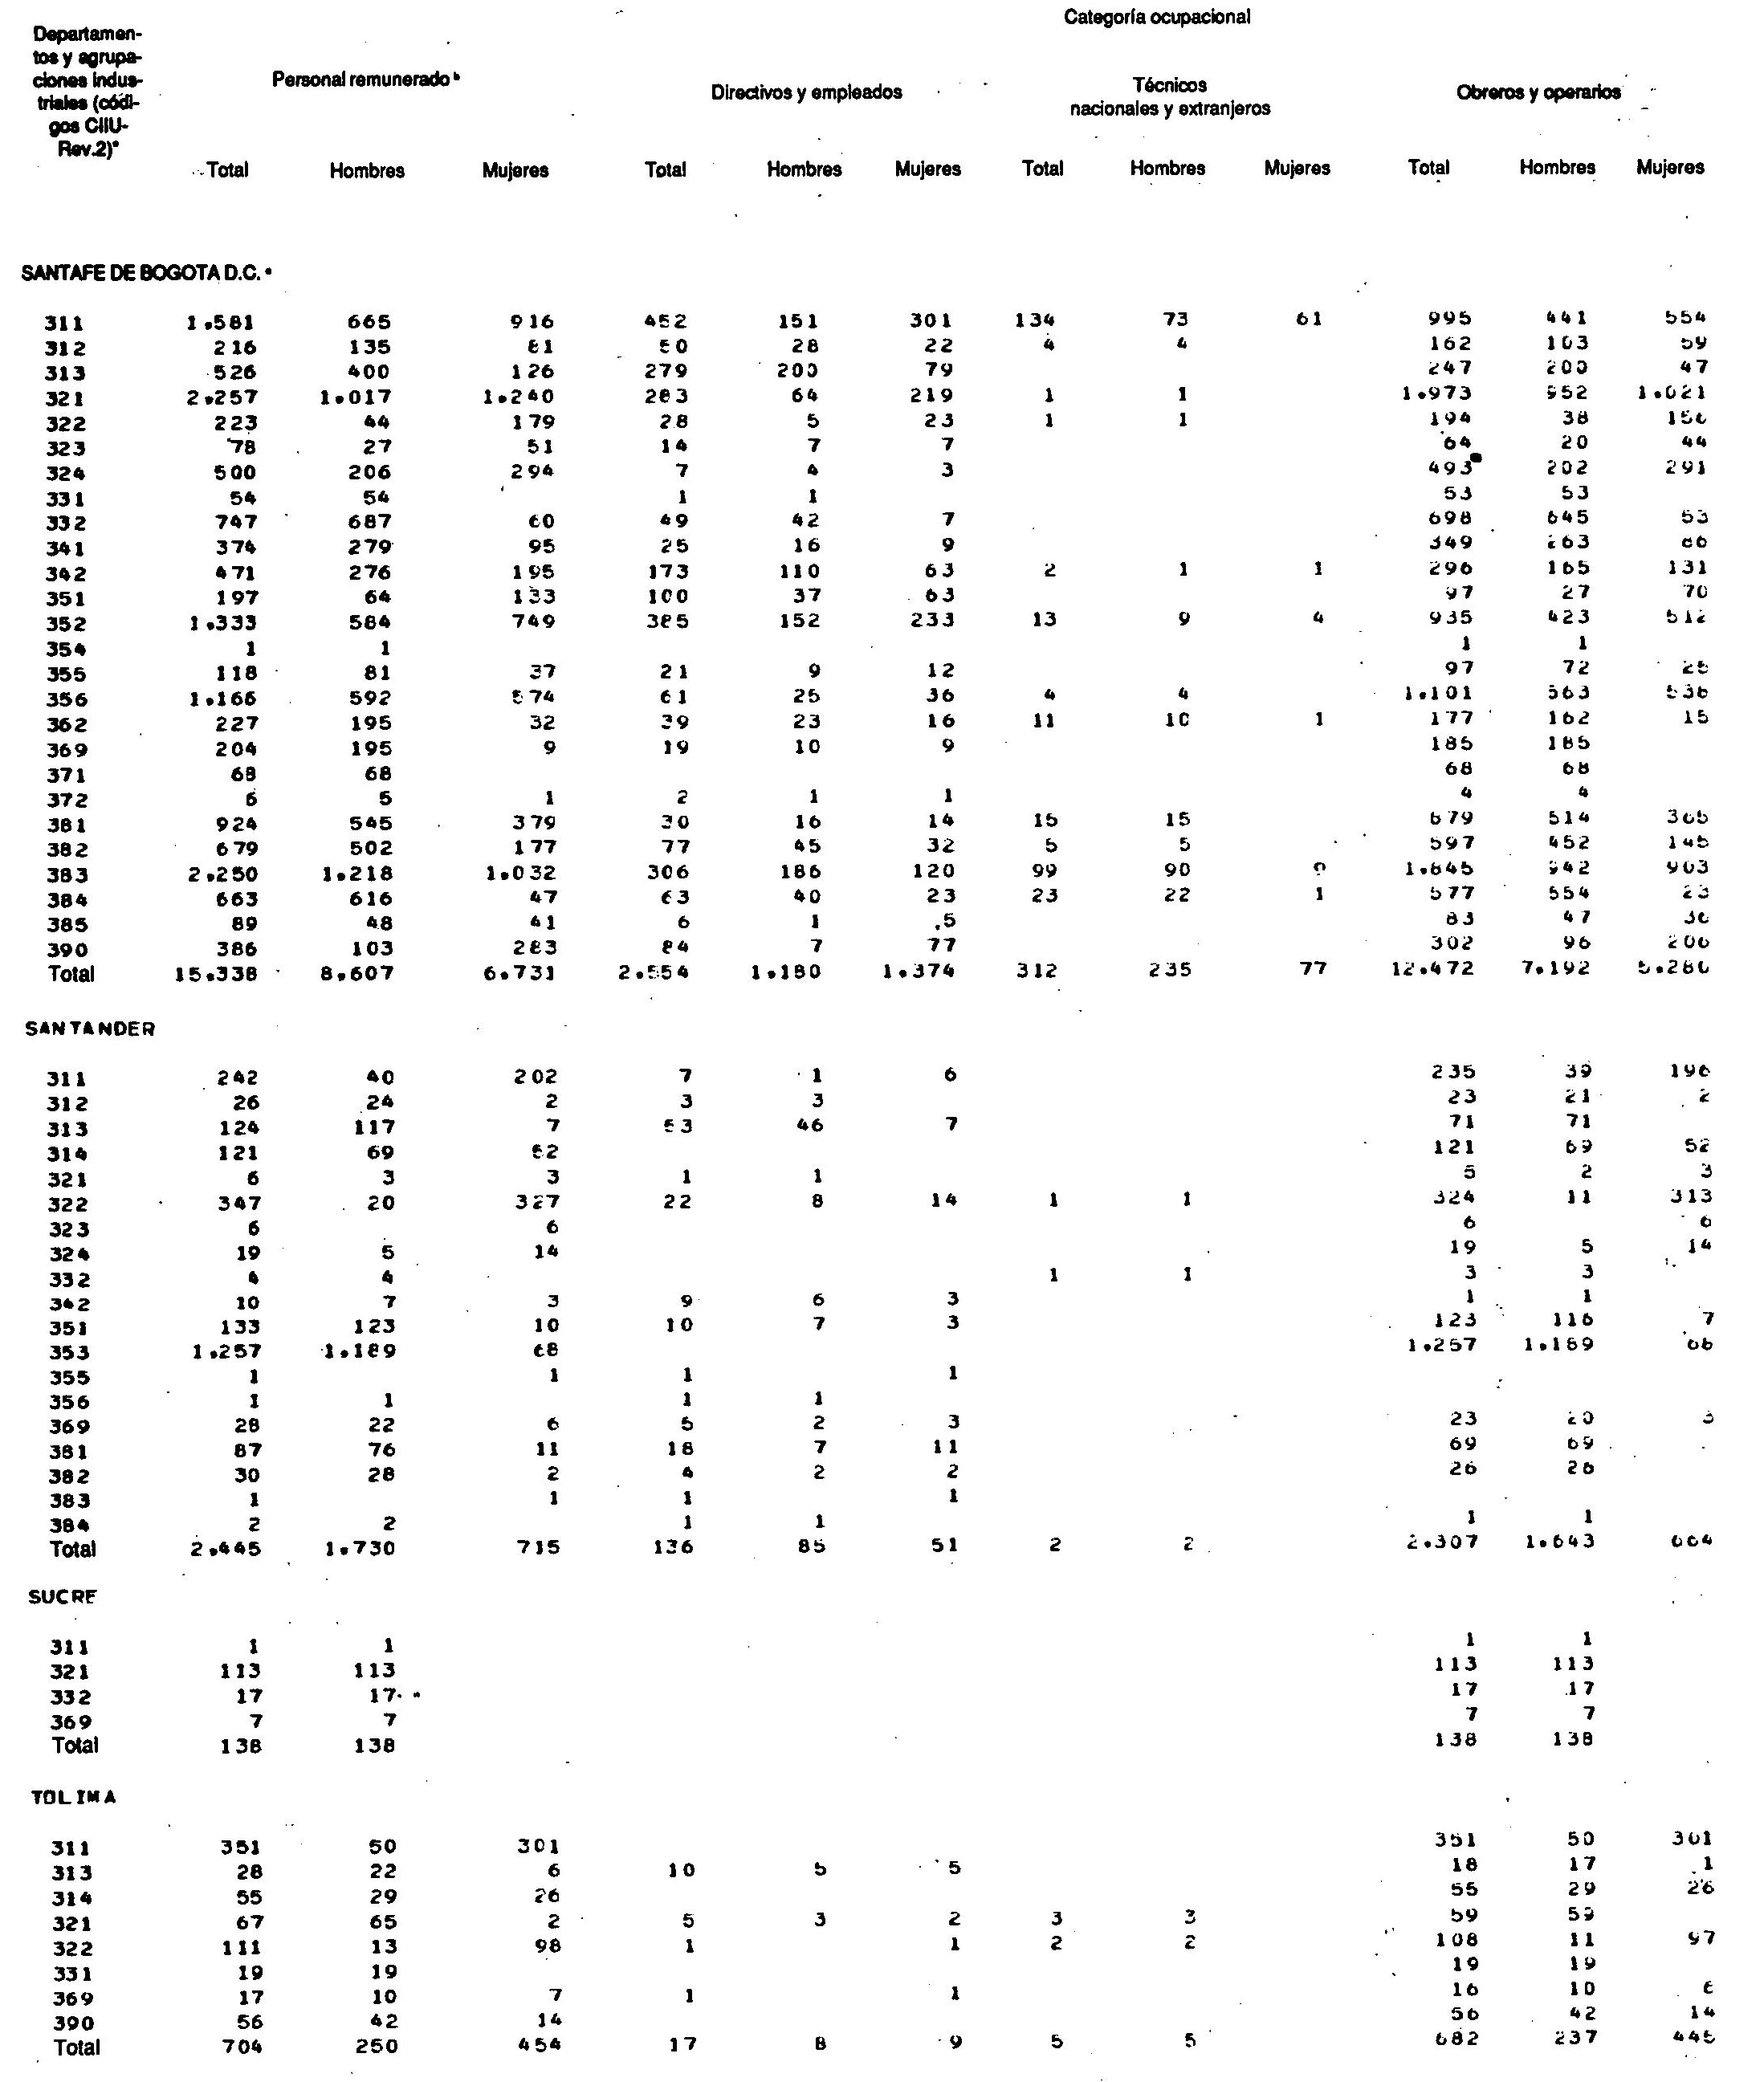 Categoría ocupacional
Departamen-
tos y agrupa-
ciones indus-
triales (códi-
gos CIIU-
Rev.2)ª
Personal remunerado ᵇ
Directivos y empleados
Técnicos
nacionales y extranjeros
Obreros y operarios
Total Hombres Mujeres Total Hombres Mujeres Total Hombres Mujeres Total Hombres Mujeres
SANTAFE DE BOGOTA D.C. ᵉ
311 1.581 665 916 452 151 301 134 73 61 995 441 554
312 216 135 81 50 28 22 4 4 162 103 59
313 526 400 126 279 200 79 247 200 47
321 2.257 1.017 1.240 283 64 219 1 1 1.973 952 1.021
322 223 44 179 28 5 23 1 1 194 38 156
323 78 27 51 14 7 7 64 20 44
324 500 206 294 7 4 3 493 202 291
331 54 54 1 1 53 53
332 747 687 60 49 42 7 698 645 53
341 374 279 95 25 16 9 349 263 86
342 471 276 195 173 110 63 2 1 1 296 165 131
351 197 64 133 100 37 63 97 27 70
352 1.333 584 749 385 152 233 13 9 4 935 423 512
354 1 1 1 1
355 118 81 37 21 9 12 97 72 25
356 1.166 592 574 61 25 36 4 4 1.101 563 538
362 227 195 32 39 23 16 11 10 1 177 162 15
369 204 195 9 19 10 9 185 185
371 68 68 68 68
372 6 5 1 2 1 1 4 4
381 924 545 379 30 16 14 15 15 879 514 365
382 679 502 177 77 45 32 5 5 597 452 145
383 2.250 1.218 1.032 306 186 120 99 90 9 1.845 942 903
384 663 616 47 63 40 23 23 22 1 577 554 23
385 89 48 41 6 1 5 83 47 36
390 386 103 283 84 7 77 302 96 206
Total 15.338 8.607 6.731 2.554 1.180 1.374 312 235 77 12.472 7.192 5.280
SANTANDER
311 242 40 202 7 1 6 235 39 196
312 26 24 2 3 3 23 21 2
313 124 117 7 53 46 7 71 71
314 121 69 52 121 69 52
321 6 3 3 1 1 5 2 3
322 347 20 327 22 8 14 1 1 324 11 313
323 6 6 6 6
324 19 5 14 19 5 14
332 4 4 1 1 3 3
342 10 7 3 9 6 3 1 1
351 133 123 10 10 7 3 123 116 7
353 1.257 1.189 68 1.257 1.189 68
355 1 1 1 1
356 1 1 1 1
369 28 22 6 5 2 3 23 20 3
381 87 76 11 18 7 11 69 69
382 30 28 2 4 2 2 26 26
383 1 1 1 1
384 2 2 1 1 1 1
Total 2.445 1.730 715 136 85 51 2 2 2.307 1.643 664
SUCRE
311 1 1 1 1
321 113 113 113 113
332 17 17 17 17
369 7 7 7 7
Total 138 138 138 138
TOLIMA
311 351 50 301 351 50 301
313 28 22 6 10 5 5 18 17 1
314 55 29 26 55 29 26
321 67 65 2 5 3 2 3 3 59 59
322 111 13 98 1 1 2 2 108 11 97
331 19 19 19 19
369 17 10 7 1 1 16 10 6
390 56 42 14 56 42 14
Total 704 250 454 17 8 9 5 5 682 237 445